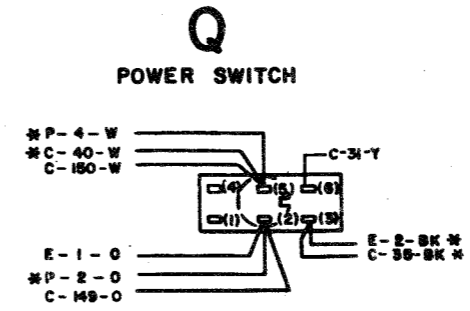 Q
POWER SWITCH
*P-4-W
*C-40-W
C-150-W
C-31-Y
(4) (5) (6)
(1) (2) (3)
E-1-O
*P-2-O
C-149-O
E-2-BK *
C-35-BK *